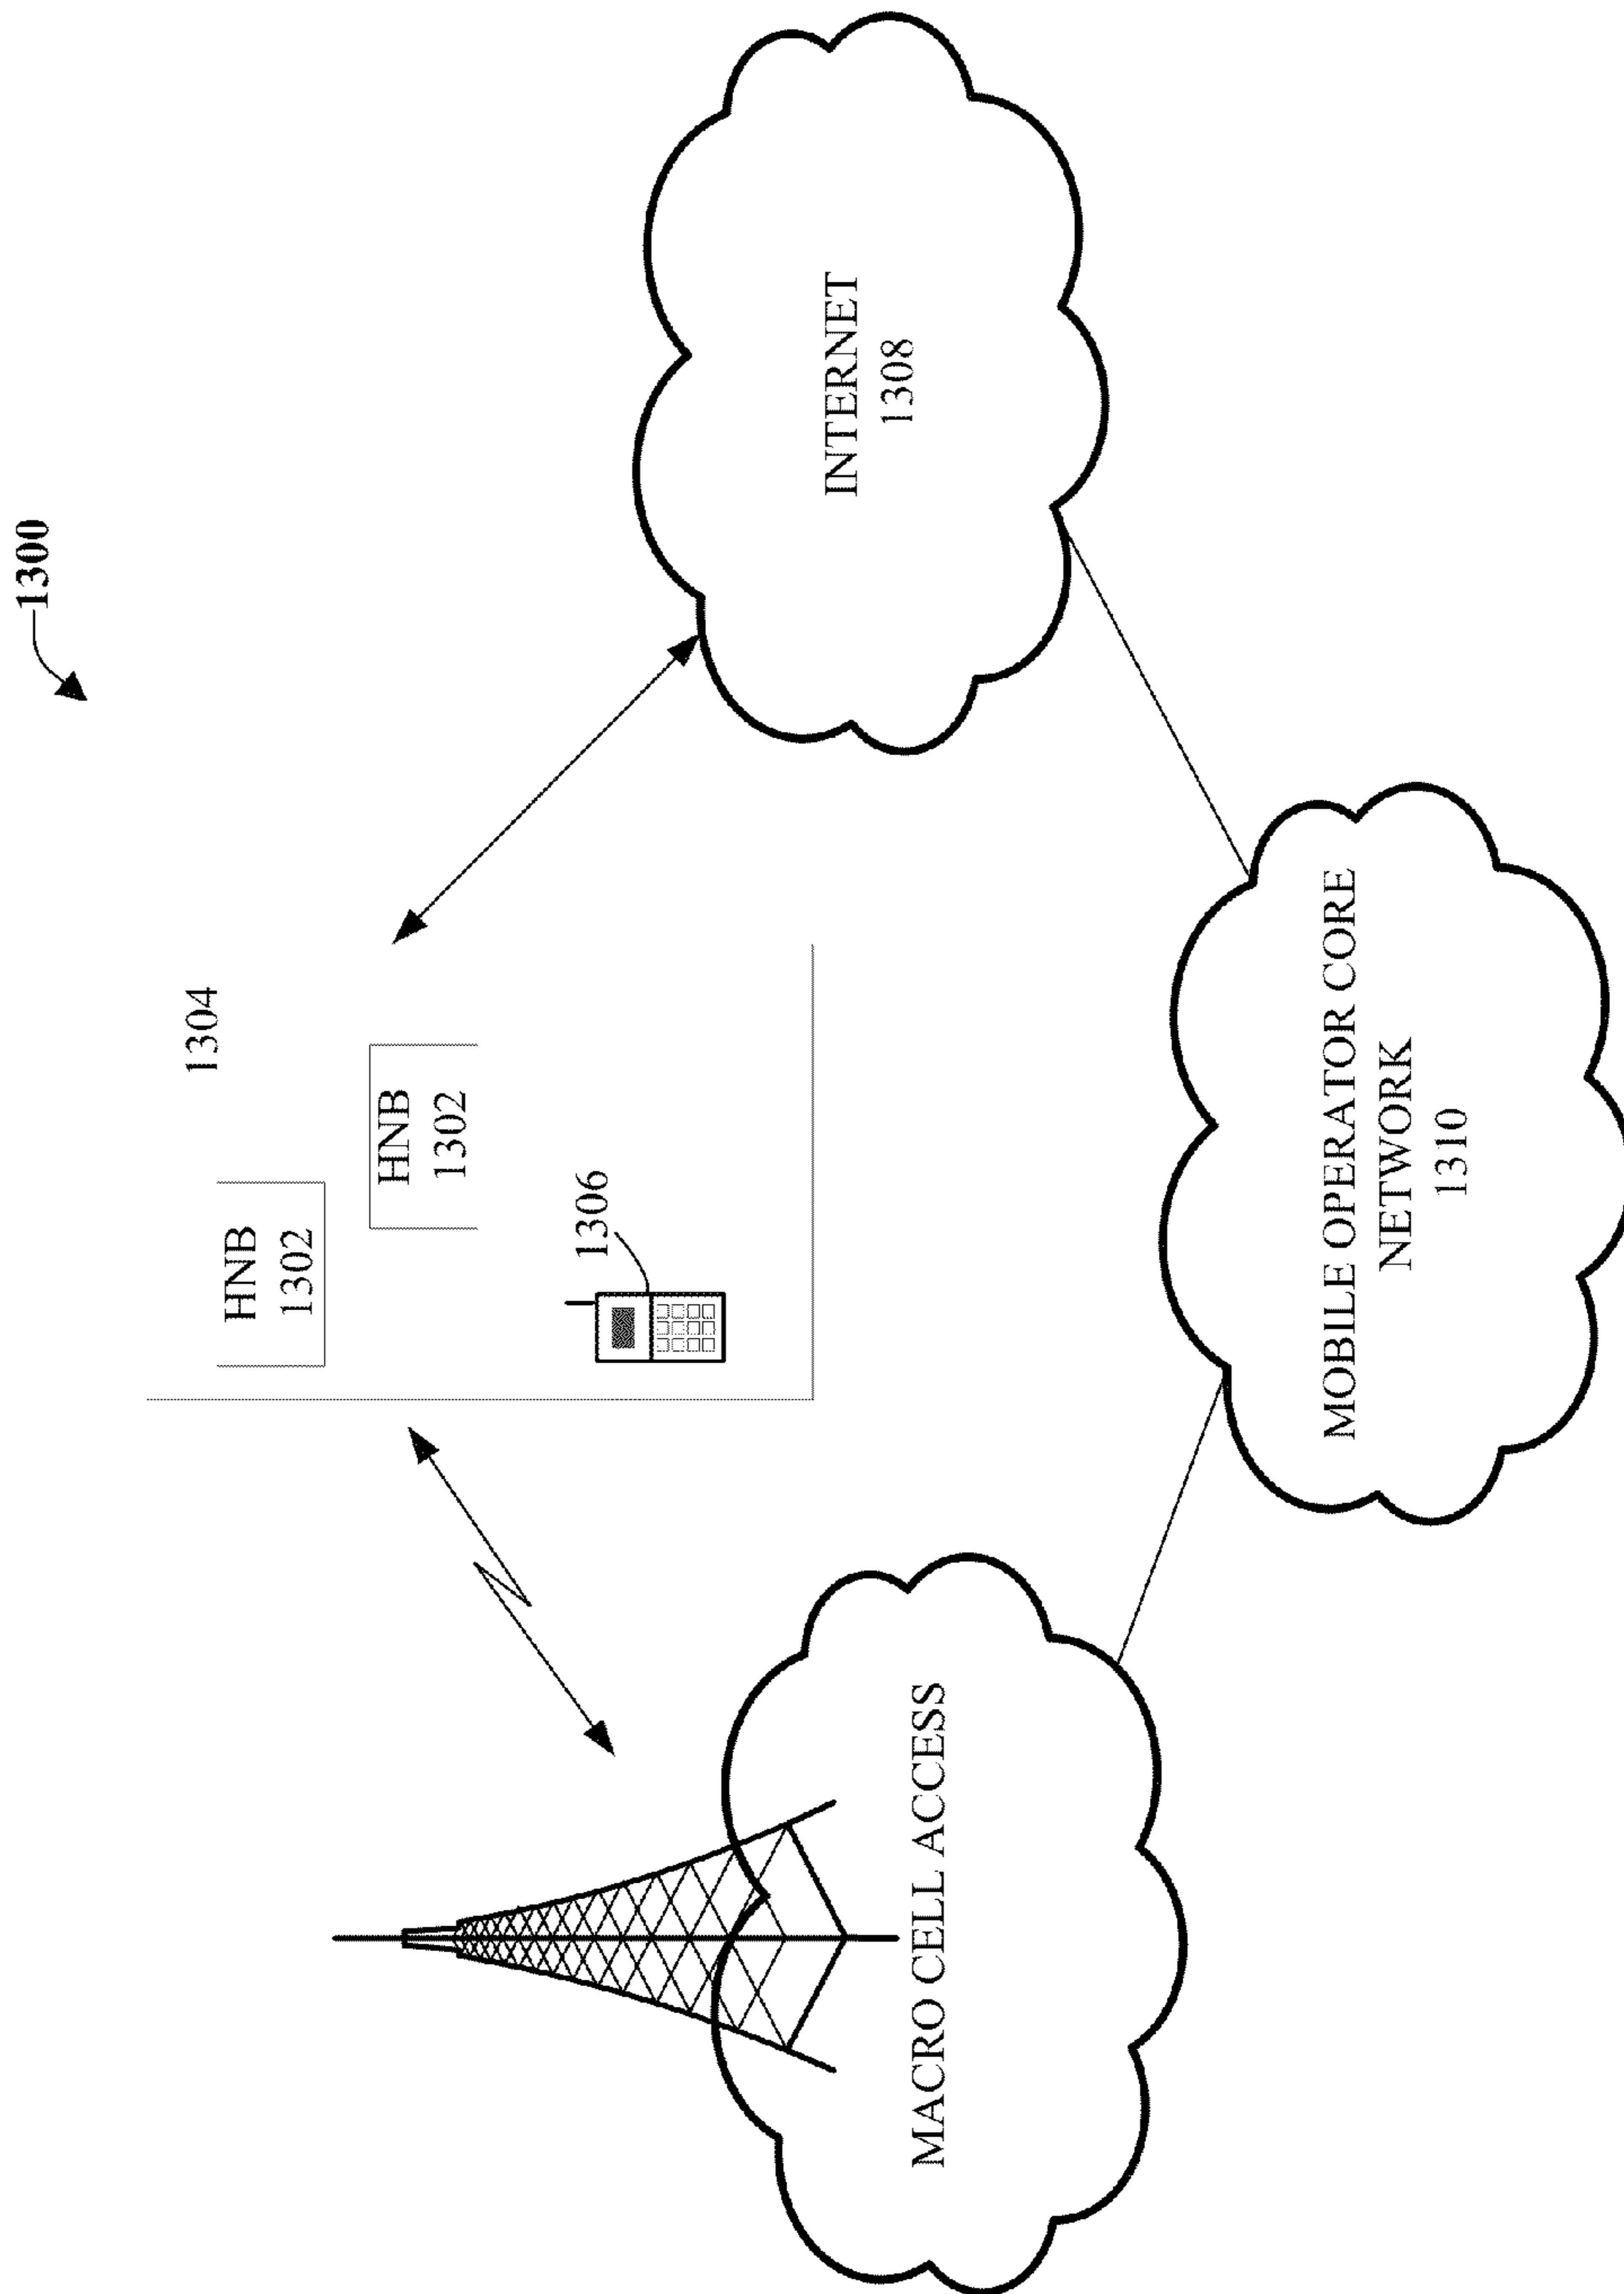 1300
1304
HNB
1302
HNB
1302
1306
INTERNET
1308
MACRO CELL ACCESS
MOBILE OPERATOR CORE
NETWORK
1310